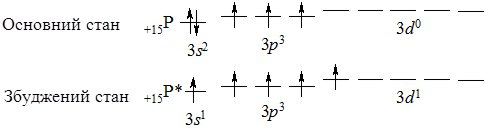 Основний стан ₊₁₅P 3s² 3p³ 3d⁰
Збуджений стан ₊₁₅P* 3s¹ 3p³ 3d¹